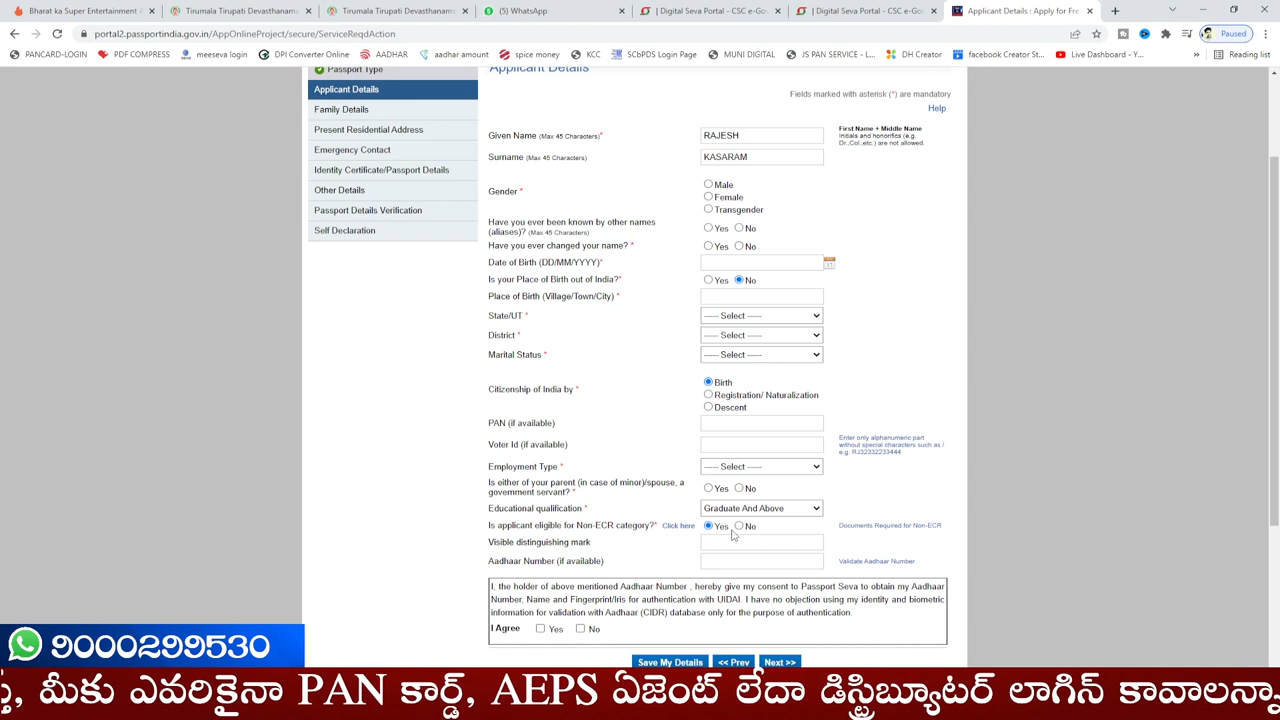 Bharat ka Super Entertainment
Tirumala Tirupati Devasthanams
Tirumala Tirupati Devasthanams
(5) WhatsApp
Digital Seva Portal - CSC e-Gov
Digital Seva Portal - CSC e-Gov
Applicant Details : Apply for Fre
portal2.passportindia.gov.in/AppOnlineProject/secure/ServiceReqdAction
Paused
PANCARD-LOGIN
PDF COMPRESS
meeseva login
DPI Converter Online
AADHAR
aadhar amount
spice money
KCC
SCbPDS Login Page
MUNI DIGITAL
JS PAN SERVICE - L...
DH Creator
facebook Creator St...
Live Dashboard - Y...
»
Reading list
Passport Type
Applicant Details
Family Details
Present Residential Address
Emergency Contact
Identity Certificate/Passport Details
Other Details
Passport Details Verification
Self Declaration
Applicant Details
Fields marked with asterisk (*) are mandatory
Help
Given Name (Max 45 Characters)* RAJESH
First Name + Middle Name
Initials and honorifics (e.g.
Dr.,Col.,etc.) are not allowed.
Surname (Max 45 Characters) KASARAM
Gender *
Male
Female
Transgender
Have you ever been known by other names
(aliases)? (Max 45 Characters) Yes No
Have you ever changed your name? * Yes No
Date of Birth (DD/MM/YYYY)*
Is your Place of Birth out of India?* Yes No
Place of Birth (Village/Town/City) *
State/UT * ----- Select -----
District * ----- Select -----
Marital Status * ----- Select -----
Citizenship of India by *
Birth
Registration/ Naturalization
Descent
PAN (if available)
Voter Id (if available)
Enter only alphanumeric part
without special characters such as /
e.g. RJ32332233444
Employment Type * ----- Select -----
Is either of your parent (in case of minor)/spouse, a
government servant? * Yes No
Educational qualification * Graduate And Above
Is applicant eligible for Non-ECR category?* Click here Yes No Documents Required for Non-ECR
Visible distinguishing mark
Aadhaar Number (if available) Validate Aadhaar Number
I, the holder of above mentioned Aadhaar Number , hereby give my consent to Passport Seva to obtain my Aadhaar
Number, Name and Fingerprint/Iris for authentication with UIDAI. I have no objection using my identity and biometric
information for validation with Aadhaar (CIDR) database only for the purpose of authentication.
I Agree Yes No
Save My Details << Prev Next >>
9000299530
మీకు ఎవరికైనా PAN కార్డ్, AEPS ఏజెంట్ లేదా డిస్ట్రిబ్యూటర్ లాగిన్ కావాలన్నా